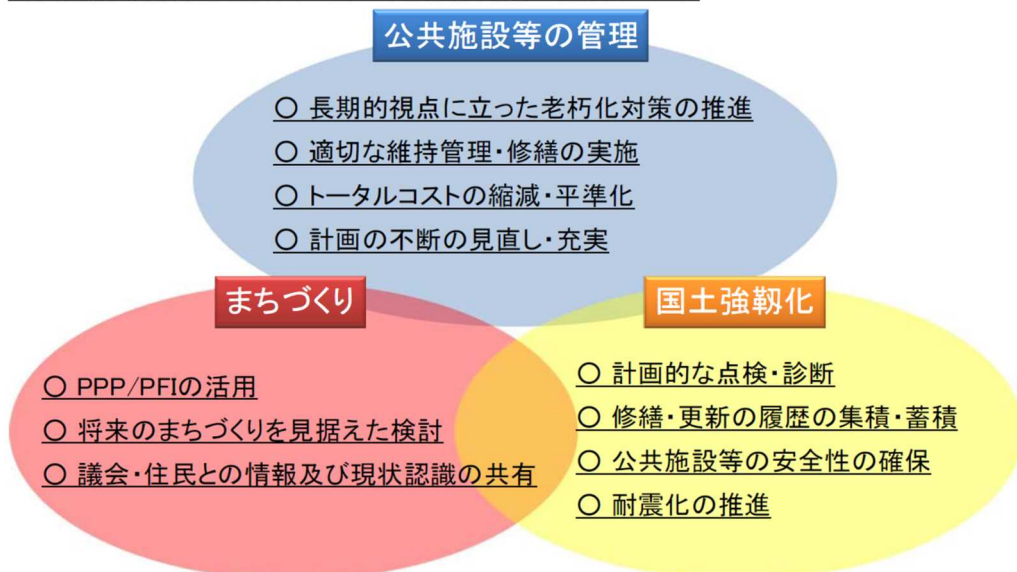 公共施設等の管理
○ 長期的視点に立った老朽化対策の推進
○ 適切な維持管理・修繕の実施
○ トータルコストの縮減・平準化
○ 計画の不断の見直し・充実
まちづくり
○ PPP/PFIの活用
○ 将来のまちづくりを見据えた検討
○ 議会・住民との情報及び現状認識の共有
国土強靱化
○ 計画的な点検・診断
○ 修繕・更新の履歴の集積・蓄積
○ 公共施設等の安全性の確保
○ 耐震化の推進